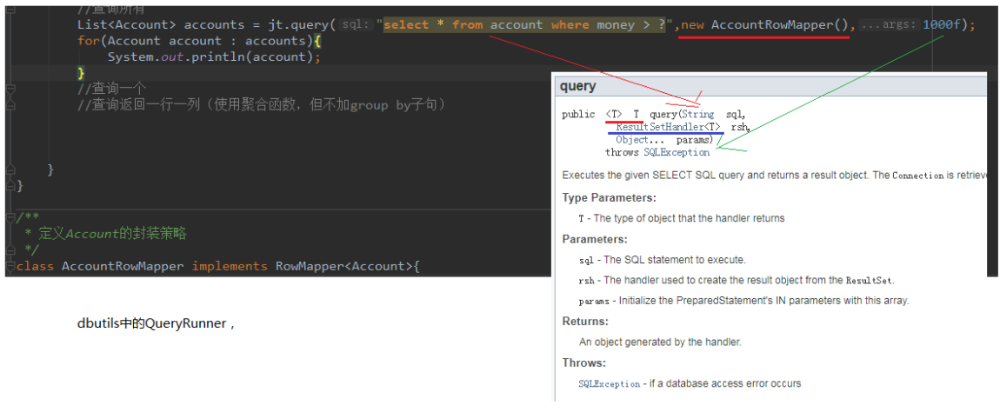 //查询所有
List<Account> accounts = jt.query( sql: "select * from account where money > ?",new AccountRowMapper(), ...args: 1000f);
for(Account account : accounts){
System.out.println(account);
}
//查询一个
//查询返回一行一列（使用聚合函数，但不加group by子句）
}
}
/**
* 定义Account的封装策略
*/
class AccountRowMapper implements RowMapper<Account>{
dbutils中的QueryRunner，
query
public <T> T query(String sql,
ResultSetHandler<T> rsh,
Object... params)
throws SQLException
Executes the given SELECT SQL query and returns a result object. The Connection is retrieve
Type Parameters:
T - The type of object that the handler returns
Parameters:
sql - The SQL statement to execute.
rsh - The handler used to create the result object from the ResultSet.
params - Initialize the PreparedStatement's IN parameters with this array.
Returns:
An object generated by the handler.
Throws:
SQLException - if a database access error occurs